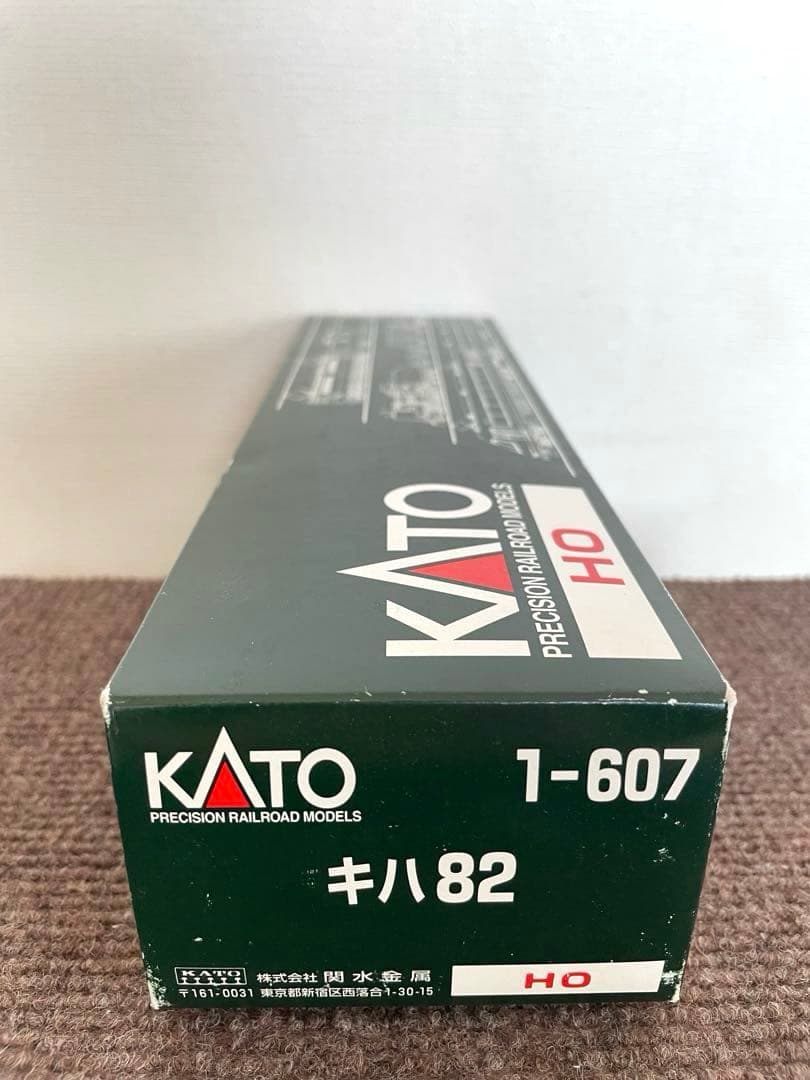 KATO
PRECISION RAILROAD MODELS
HO
KATO
PRECISION RAILROAD MODELS
1-607
キハ82
KATO
株式会社 関水金属
〒161-0031 東京都新宿区西落合1-30-15
HO